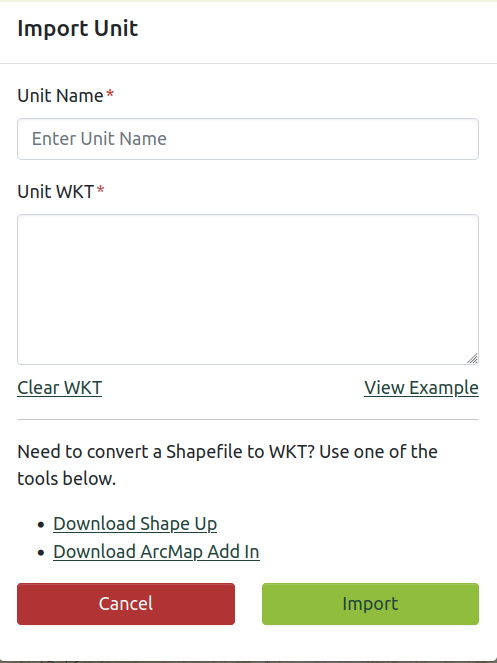 Import Unit
Unit Name*
Enter Unit Name
Unit WKT*
Clear WKT
View Example
Need to convert a Shapefile to WKT? Use one of the
tools below.
Download Shape Up
Download ArcMap Add In
Cancel
Import